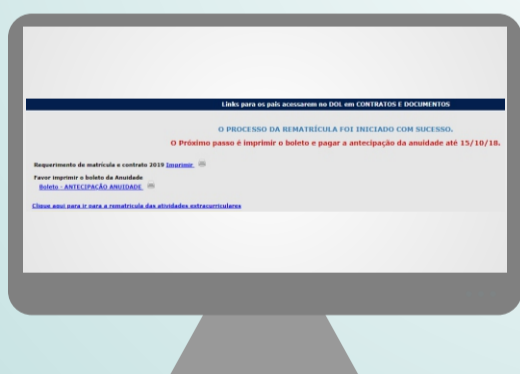 Links para os pais acessarem no DOL em CONTRATOS E DOCUMENTOS
O PROCESSO DA REMATRÍCULA FOI INICIADO COM SUCESSO.
O Próximo passo é imprimir o boleto e pagar a antecipação da anuidade até 15/10/18.
Requerimento de matrícula e contrato 2019 Imprimir
Favor imprimir o boleto da Anuidade
Boleto - ANTECIPAÇÃO ANUIDADE
Clique aqui para ir para a rematrícula das atividades extracurriculares